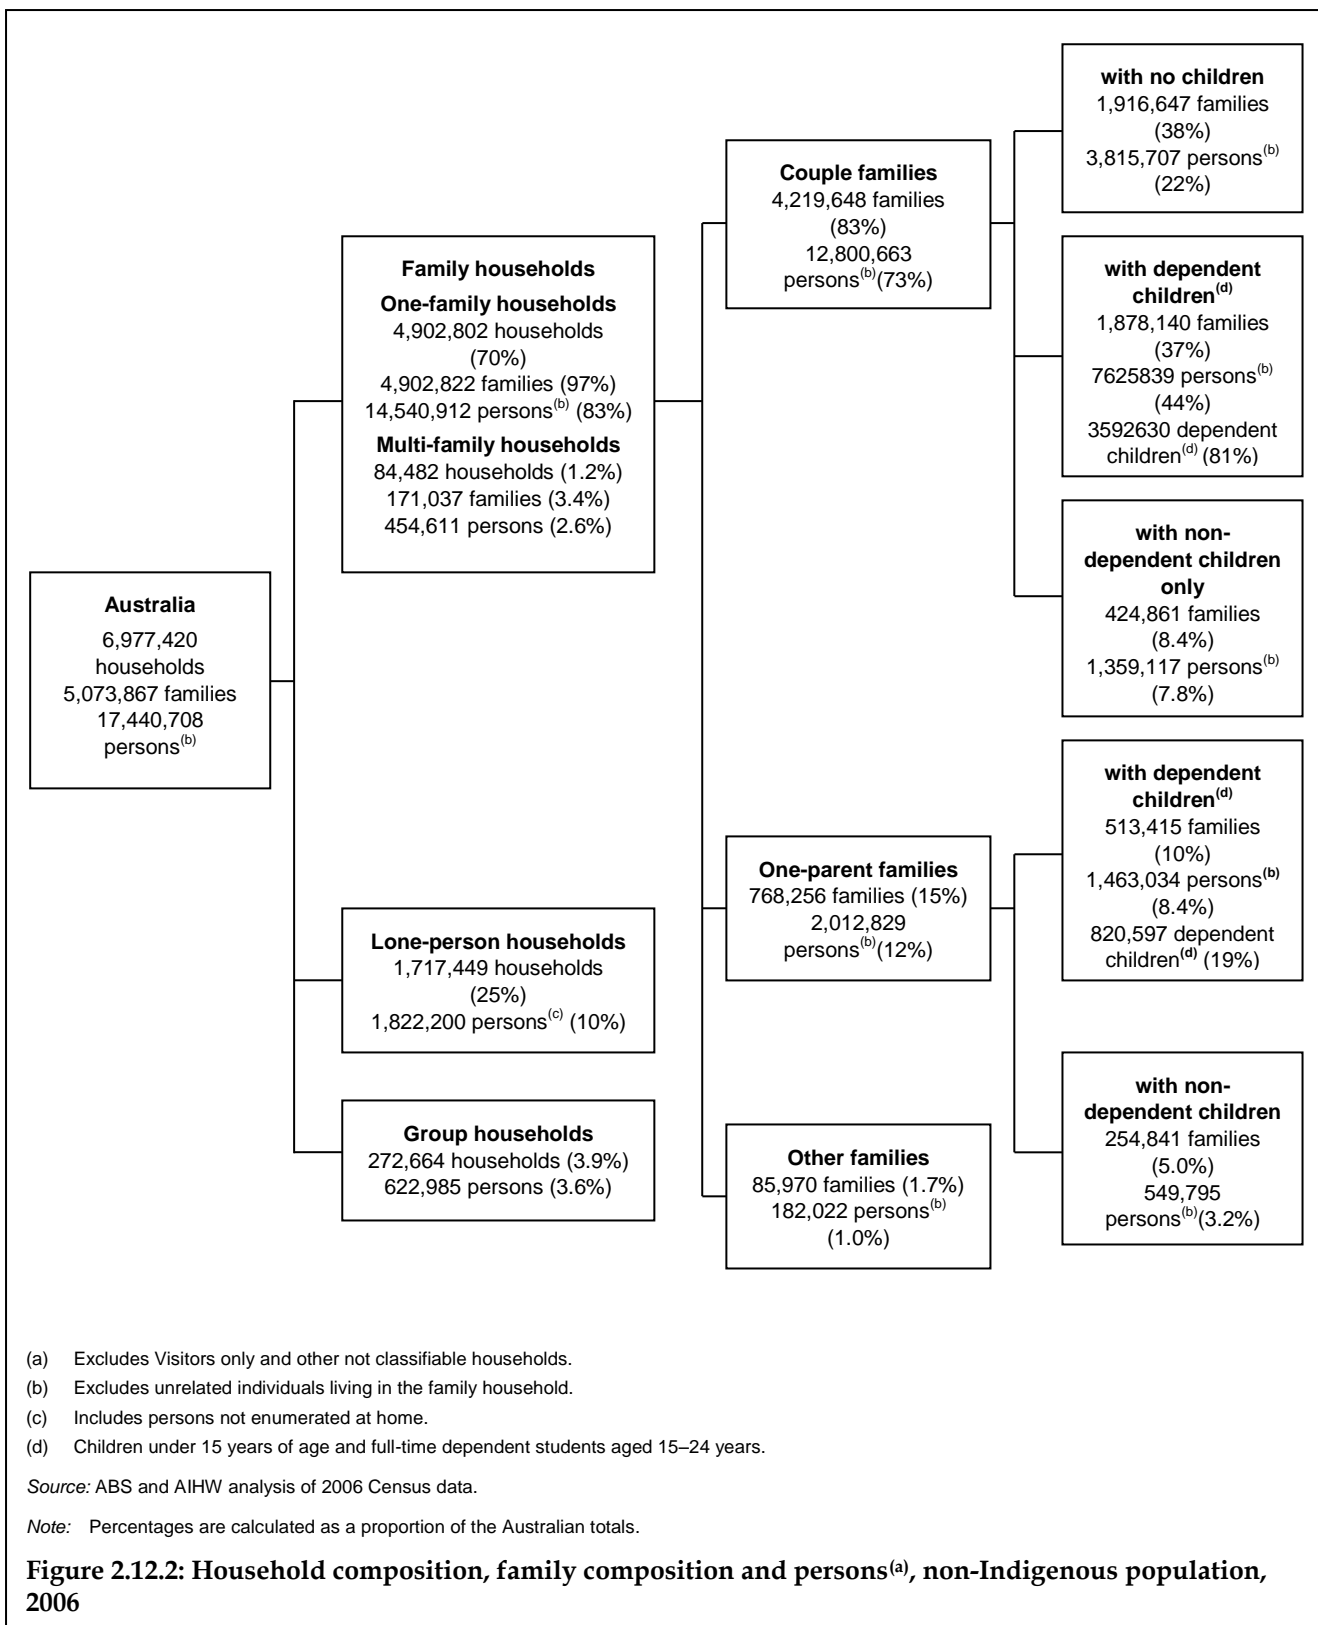 Australia
6,977,420
households
5,073,867 families
17,440,708
persons(b)
Family households
One-family households
4,902,802 households
(70%)
4,902,822 families (97%)
14,540,912 persons(b) (83%)
Multi-family households
84,482 households (1.2%)
171,037 families (3.4%)
454,611 persons (2.6%)
Lone-person households
1,717,449 households
(25%)
1,822,200 persons(c) (10%)
Group households
272,664 households (3.9%)
622,985 persons (3.6%)
Couple families
4,219,648 families
(83%)
12,800,663
persons(b)(73%)
One-parent families
768,256 families (15%)
2,012,829
persons(b)(12%)
Other families
85,970 families (1.7%)
182,022 persons(b)
(1.0%)
with no children
1,916,647 families
(38%)
3,815,707 persons(b)
(22%)
with dependent
children(d)
1,878,140 families
(37%)
7625839 persons(b)
(44%)
3592630 dependent
children(d) (81%)
with non-
dependent children
only
424,861 families
(8.4%)
1,359,117 persons(b)
(7.8%)
with dependent
children(d)
513,415 families
(10%)
1,463,034 persons(b)
(8.4%)
820,597 dependent
children(d) (19%)
with non-
dependent children
254,841 families
(5.0%)
549,795
persons(b)(3.2%)
(a) Excludes Visitors only and other not classifiable households.
(b) Excludes unrelated individuals living in the family household.
(c) Includes persons not enumerated at home.
(d) Children under 15 years of age and full-time dependent students aged 15–24 years.
Source: ABS and AIHW analysis of 2006 Census data.
Note: Percentages are calculated as a proportion of the Australian totals.
Figure 2.12.2: Household composition, family composition and persons(a), non-Indigenous population,
2006